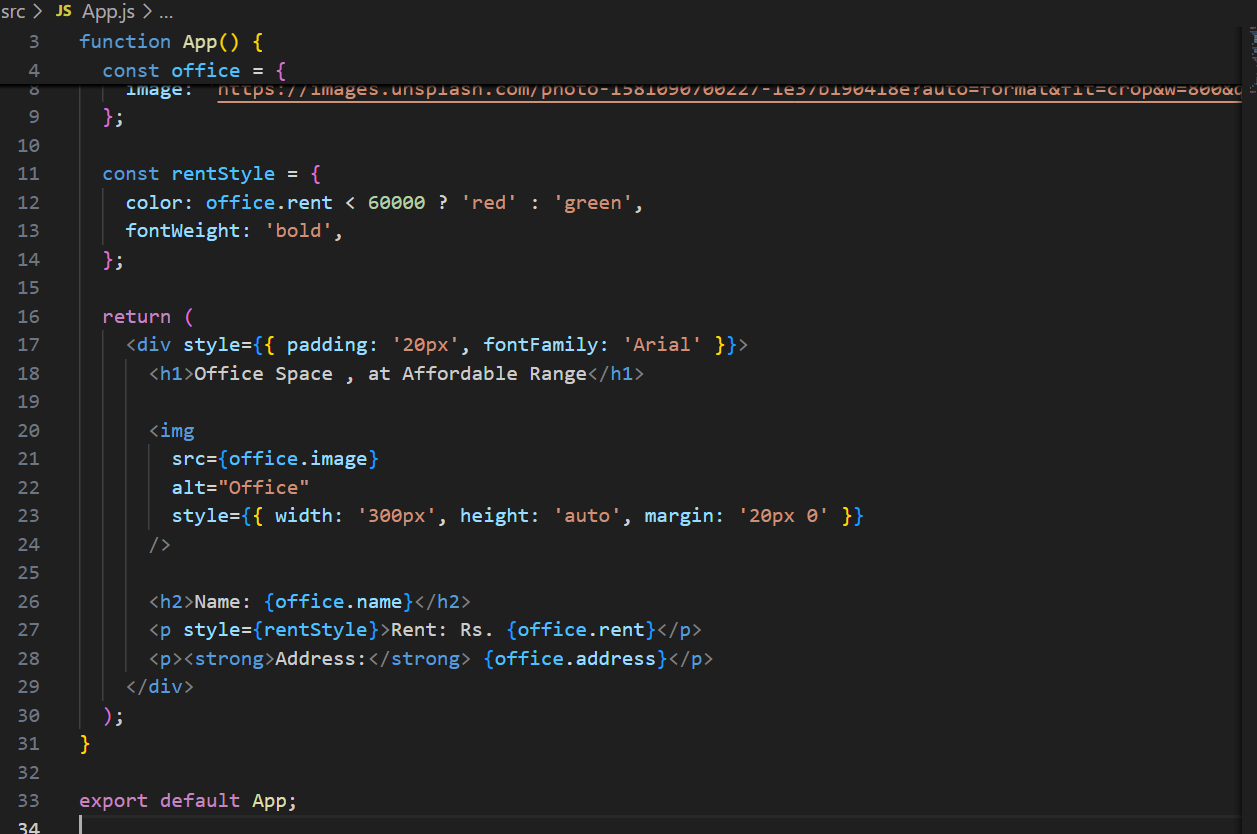 src > JS App.js > ...
3 function App() {
4   const office = {
8     image: 
9   };
10
11   const rentStyle = {
12     color: office.rent < 60000 ? 'red' : 'green',
13     fontWeight: 'bold',
14   };
15
16   return (
17     <div style={{ padding: '20px', fontFamily: 'Arial' }}>
18       <h1>Office Space , at Affordable Range</h1>
19
20       <img
21         src={office.image}
22         alt="Office"
23         style={{ width: '300px', height: 'auto', margin: '20px 0' }}
24       />
25
26       <h2>Name: {office.name}</h2>
27       <p style={rentStyle}>Rent: Rs. {office.rent}</p>
28       <p><strong>Address:</strong> {office.address}</p>
29     </div>
30   );
31 }
32
33 export default App;
34